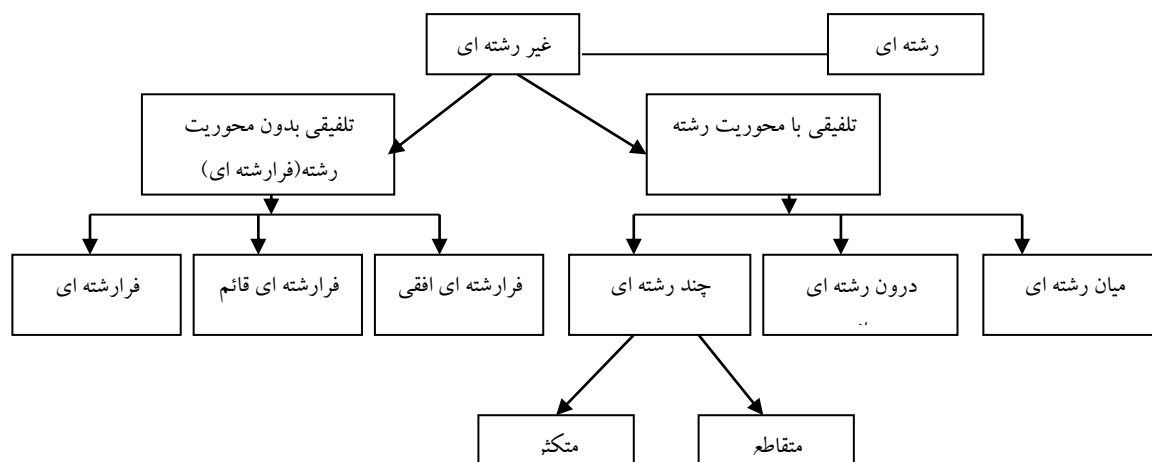 رشته ای
غیر رشته ای
تلفیقی با محوریت رشته
تلفیقی بدون محوریت
رشته(فرارشته ای)
میان رشته ای
درون رشته ای
چند رشته ای
فرارشته ای افقی
فرارشته ای قائم
فرارشته ای
متقاطع
متکثر